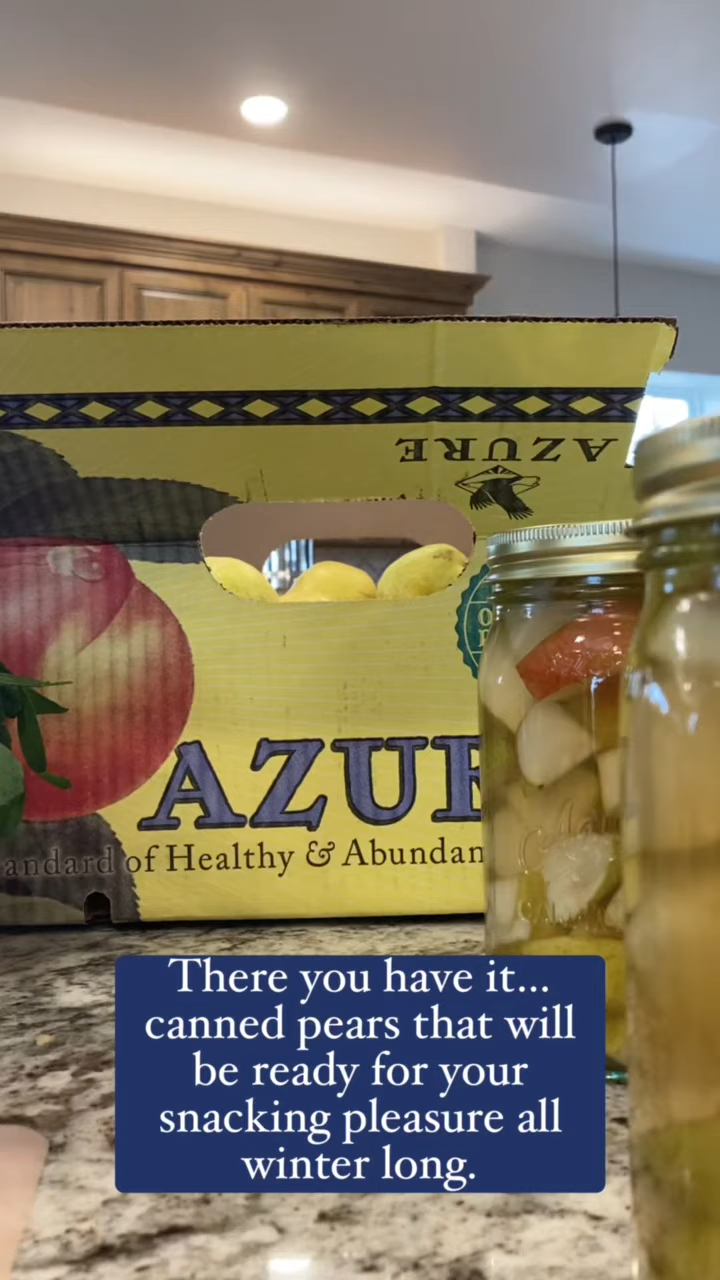 AZURE
AZUR
andard of Healthy & Abundan
There you have it...
canned pears that will
be ready for your
snacking pleasure all
winter long.